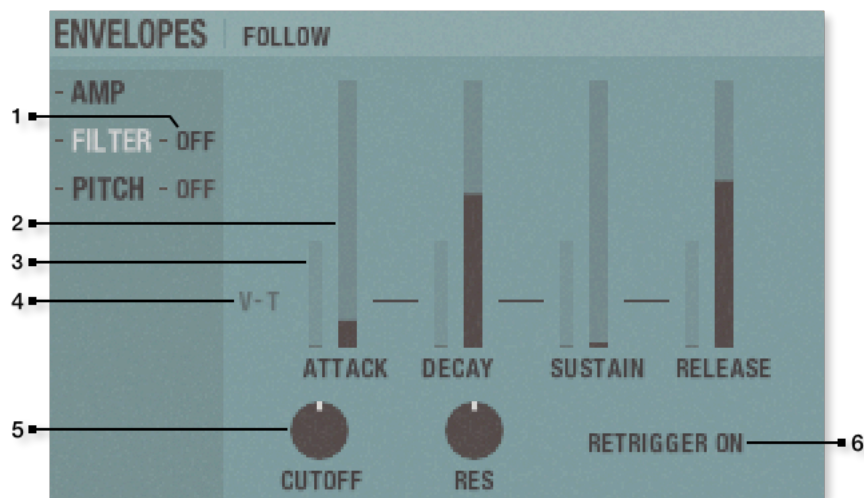 ENVELOPES | FOLLOW
- AMP
1
- FILTER - OFF
- PITCH - OFF
2
3
4
V-T
ATTACK DECAY SUSTAIN RELEASE
5
RETRIGGER ON
6
CUTOFF RES